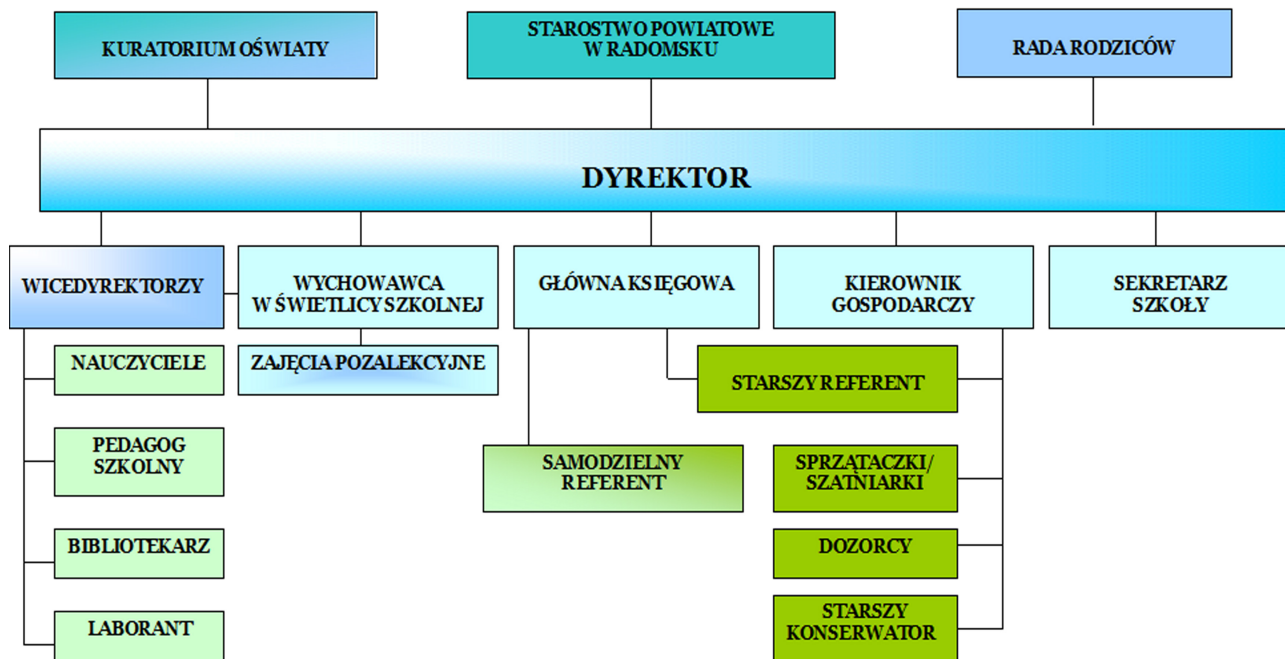 KURATORIUM OŚWIATY
STAROSTWO POWIATOWE
W RADOMSKU
RADA RODZICÓW
DYREKTOR
WICEDYREKTORZY
WYCHOWAWCA
W ŚWIETLICY SZKOLNEJ
GŁÓWNA KSIĘGOWA
KIEROWNIK
GOSPODARCZY
SEKRETARZ
SZKOŁY
NAUCZYCIELE
ZAJĘCIA POZALEKCYJNE
STARSZY REFERENT
PEDAGOG
SZKOLNY
SAMODZIELNY
REFERENT
SPRZĄTACZKI/
SZATNIARKI
BIBLIOTEKARZ
DOZORCY
LABORANT
STARSZY
KONSERWATOR